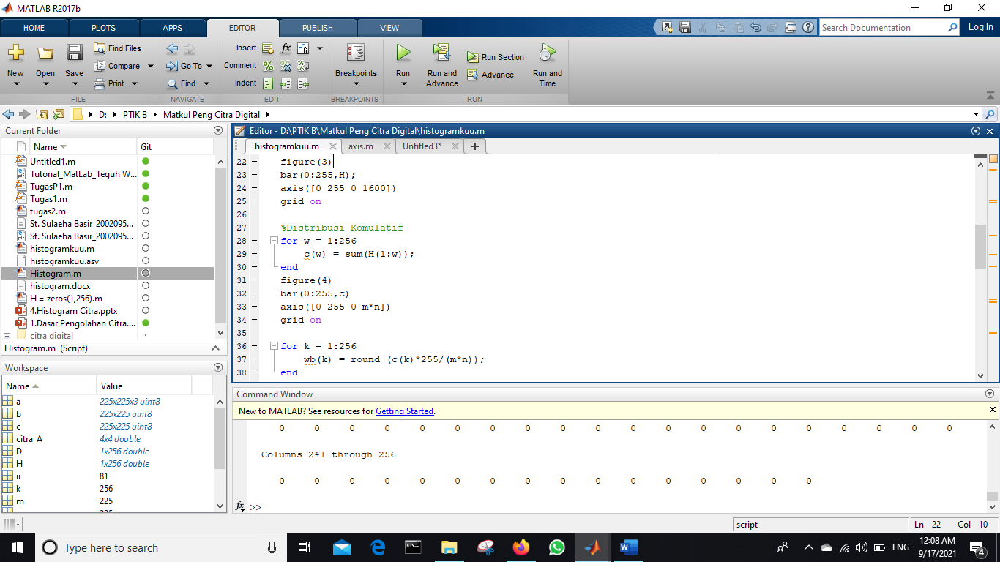 MATLAB R2017b
HOME PLOTS APPS EDITOR PUBLISH VIEW
Search Documentation
Log In
New Open Save Find Files Compare Print
Go To Find
Insert fx
Comment
Indent
Breakpoints
Run Run and Advance Run Section Advance Run and Time
FILE NAVIGATE EDIT BREAKPOINTS RUN
D: PTIK B Matkul Peng Citra Digital
Current Folder
Name Git
Untitled1.m
Tutorial_MatLab_Teguh W...
TugasP1.m
Tugas1.m
tugas2.m
St. Sulaeha Basir_2002095...
St. Sulaeha Basir_2002095...
histogramkuu.m
histogramkuu.asv
Histogram.m
histogram.docx
H = zeros(1,256).m
4.Histogram Citra.pptx
1.Dasar Pengolahan Citra....
citra digital
Histogram.m (Script)
Workspace
Name Value
a 225x225x3 uint8
b 225x225 uint8
c 225x225 uint8
citra_A 4x4 double
D 1x256 double
H 1x256 double
ii 81
k 256
m 225
Editor - D:\PTIK B\Matkul Peng Citra Digital\histogramkuu.m
histogramkuu.m axis.m Untitled3*
22 figure(3)
23 bar(0:255,H);
24 axis([0 255 0 1600])
25 grid on
26
27 %Distribusi Komulatif
28 for w = 1:256
29 c(w) = sum(H(1:w));
30 end
31 figure(4)
32 bar(0:255,c)
33 axis([0 255 0 m*n])
34 grid on
35
36 for k = 1:256
37 wb(k) = round (c(k)*255/(m*n));
38 end
Command Window
New to MATLAB? See resources for Getting Started.
0 0 0 0 0 0 0 0 0 0 0 0 0 0 0 0 0 0 0 0
Columns 241 through 256
0 0 0 0 0 0 0 0 0 0 0 0 0 0 0 0
fx >>
script Ln 22 Col 10
Type here to search
ENG
12:08 AM
9/17/2021
4